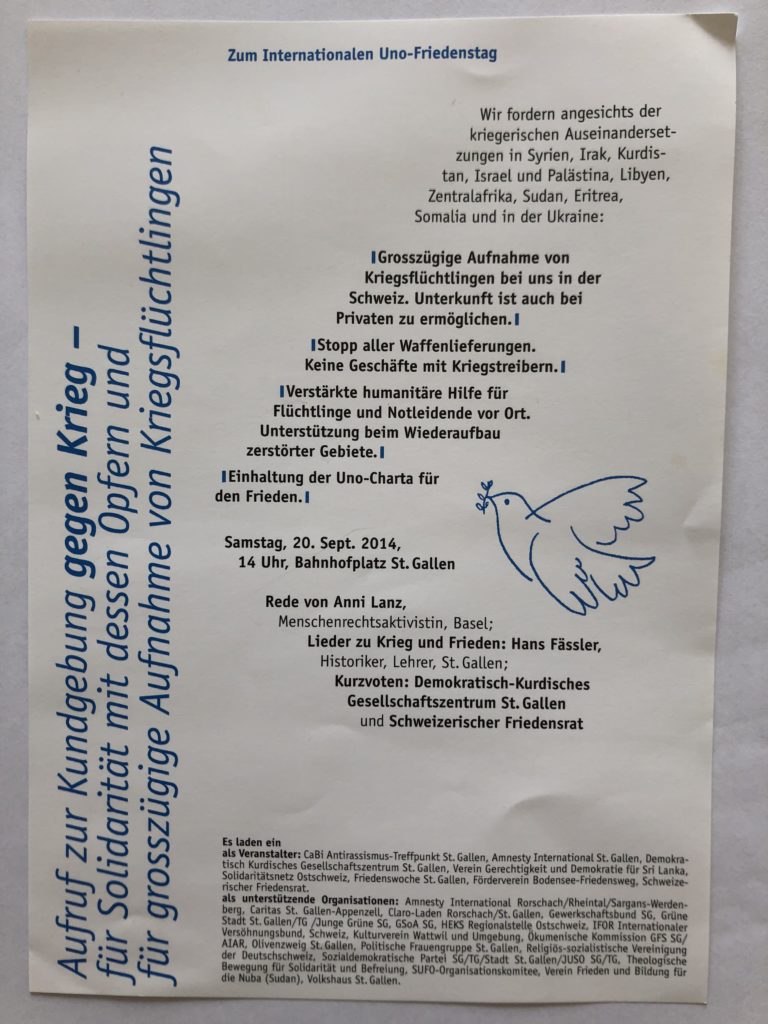 Zum Internationalen Uno-Friedenstag
Aufruf zur Kundgebung gegen Krieg –
für Solidarität mit dessen Opfern und
für grosszügige Aufnahme von Kriegsflüchtlingen
Wir fordern angesichts der
kriegerischen Auseinanderset-
zungen in Syrien, Irak, Kurdis-
tan, Israel und Palästina, Libyen,
Zentralafrika, Sudan, Eritrea,
Somalia und in der Ukraine:
Grosszügige Aufnahme von
Kriegsflüchtlingen bei uns in der
Schweiz. Unterkunft ist auch bei
Privaten zu ermöglichen.
Stopp aller Waffenlieferungen.
Keine Geschäfte mit Kriegstreibern.
Verstärkte humanitäre Hilfe für
Flüchtlinge und Notleidende vor Ort.
Unterstützung beim Wiederaufbau
zerstörter Gebiete.
Einhaltung der Uno-Charta für
den Frieden.
Samstag, 20. Sept. 2014,
14 Uhr, Bahnhofplatz St. Gallen
Rede von Anni Lanz,
Menschenrechtsaktivistin, Basel;
Lieder zu Krieg und Frieden: Hans Fässler,
Historiker, Lehrer, St. Gallen;
Kurzvoten: Demokratisch-Kurdisches
Gesellschaftszentrum St. Gallen
und Schweizerischer Friedensrat
Es laden ein
als Veranstalter: CaBi Antirassismus-Treffpunkt St. Gallen, Amnesty International St. Gallen, Demokra-
tisch Kurdisches Gesellschaftszentrum St. Gallen, Verein Gerechtigkeit und Demokratie für Sri Lanka,
Solidaritätsnetz Ostschweiz, Friedenswoche St. Gallen, Förderverein Bodensee-Friedensweg, Schweize-
rischer Friedensrat.
als unterstützende Organisationen: Amnesty International Rorschach/Rheintal/Sargans-Werden-
berg, Caritas St. Gallen-Appenzell, Claro-Laden Rorschach/St. Gallen, Gewerkschaftsbund SG, Grüne
Stadt St. Gallen/TG /Junge Grüne SG, GSoA SG, HEKS Regionalstelle Ostschweiz, IFOR Internationaler
Versöhnungsbund, Schweiz, Kulturverein Wattwil und Umgebung, Ökumenische Kommission GFS SG/
AIAR, Olivenzweig St. Gallen, Politische Frauengruppe St. Gallen, Religiös-sozialistische Vereinigung
der Deutschschweiz, Sozialdemokratische Partei SG/TG/Stadt St. Gallen/JUSO SG/TG, Theologische
Bewegung für Solidarität und Befreiung, SUFO-Organisationskomitee, Verein Frieden und Bildung für
die Nuba (Sudan), Volkshaus St. Gallen.